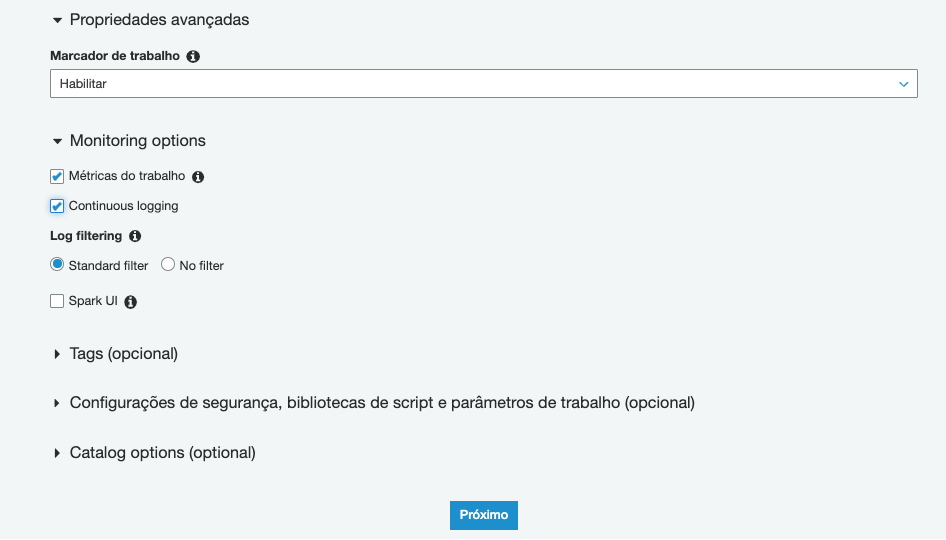 Propriedades avançadas
Marcador de trabalho
Habilitar
Monitoring options
Métricas do trabalho
Continuous logging
Log filtering
Standard filter No filter
Spark UI
Tags (opcional)
Configurações de segurança, bibliotecas de script e parâmetros de trabalho (opcional)
Catalog options (optional)
Próximo